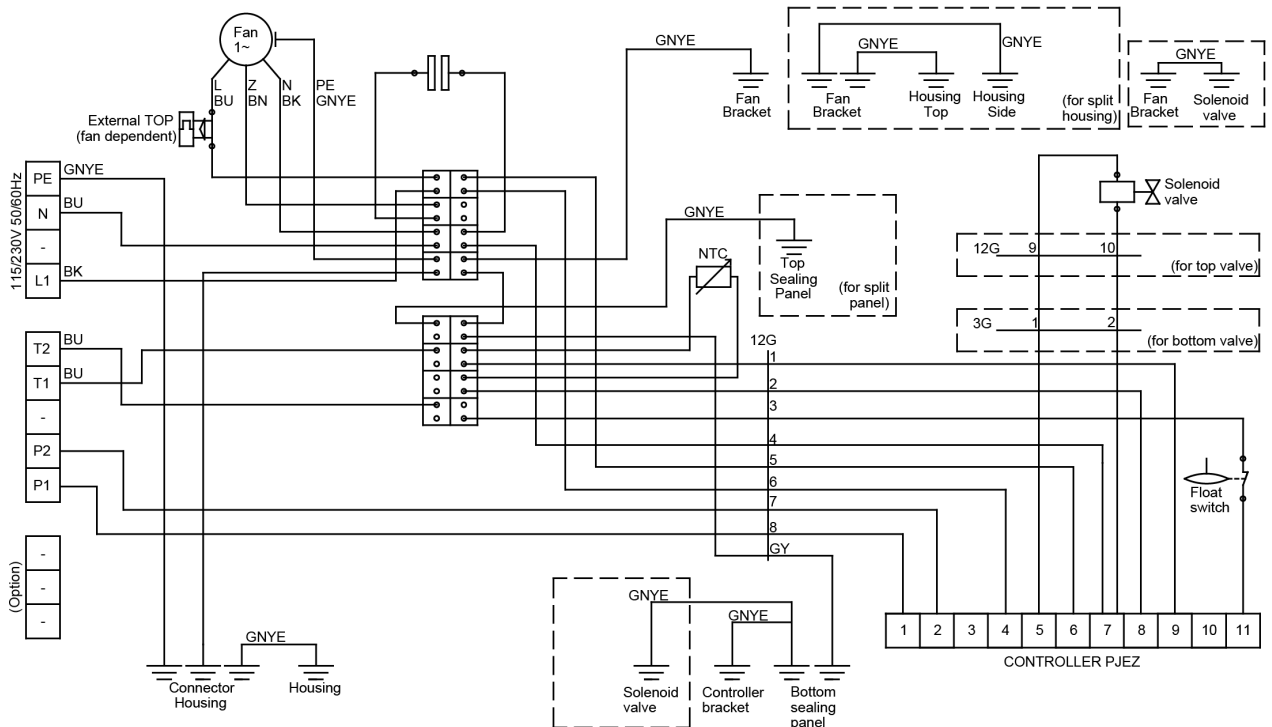 Fan
1~
L
BU
Z
BN
N
BK
PE
GNYE
External TOP
(fan dependent)
GNYE
Fan
Bracket
GNYE
GNYE
Fan
Bracket
Housing
Top
Housing
Side
(for split
housing)
GNYE
Fan
Bracket
Solenoid
valve
115/230V 50/60Hz
PE
GNYE
N
BU
-
L1
BK
GNYE
Top
Sealing
Panel
(for split
panel)
NTC
Solenoid
valve
12G
9
10
(for top valve)
3G
1
2
(for bottom valve)
T2
BU
T1
BU
-
P2
P1
12G
1
2
3
4
5
6
7
8
GY
Float
switch
(Option)
-
-
-
GNYE
Connector
Housing
Housing
GNYE
GNYE
Solenoid
valve
Controller
bracket
Bottom
sealing
panel
1 2 3 4 5 6 7 8 9 10 11
CONTROLLER PJEZ